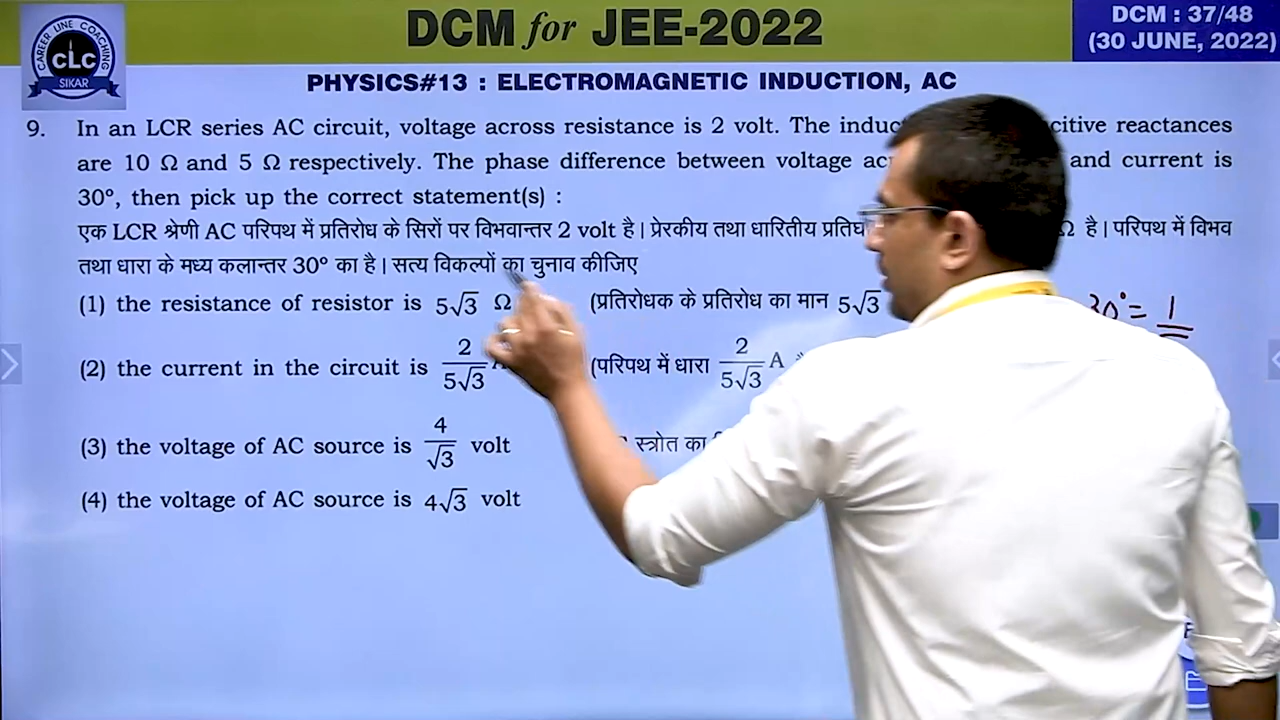 DCM for JEE-2022
DCM : 37/48
(30 JUNE, 2022)
CAREER LINE COACHING
CLC
SIKAR
PHYSICS#13 : ELECTROMAGNETIC INDUCTION, AC
9. In an LCR series AC circuit, voltage across resistance is 2 volt. The reactances
are 10 Ω and 5 Ω respectively. The phase difference between voltage and current is
30°, then pick up the correct statement(s) :
एक LCR श्रेणी AC परिपथ में प्रतिरोध के सिरों पर विभवान्तर 2 volt है। प्रेरकीय तथा धारितीय Ω है। परिपथ में विभव
तथा धारा के मध्य कलान्तर 30° का है। सत्य विकल्पों का चुनाव कीजिए
(1) the resistance of resistor is 5√3 Ω (प्रतिरोधक के प्रतिरोध का मान 5√3
30° = 1
(2) the current in the circuit is 2/5√3 (परिपथ में धारा 2/5√3 A
(3) the voltage of AC source is 4/√3 volt स्त्रोत का
(4) the voltage of AC source is 4√3 volt